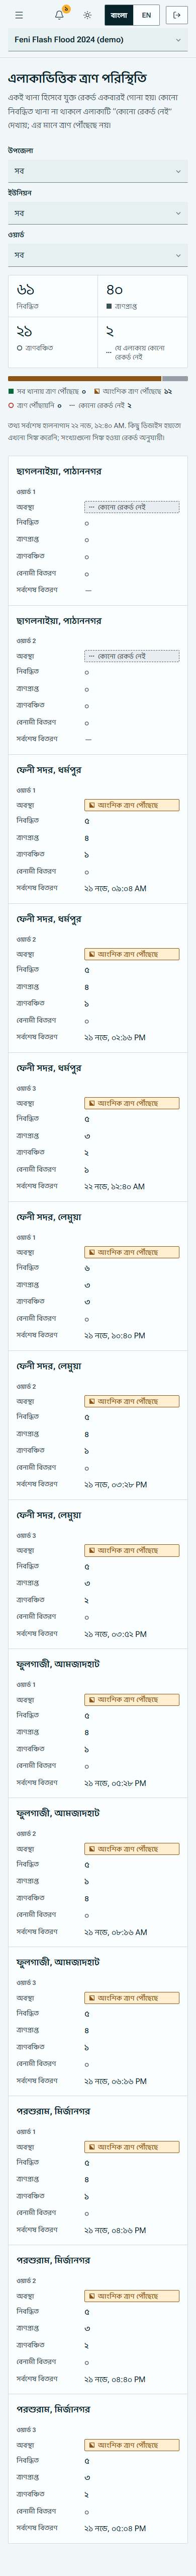 ৯
বাংলা
EN
Feni Flash Flood 2024 (demo)
এলাকাভিত্তিক ত্রাণ পরিস্থিতি
একই খানা হিসেবে যুক্ত রেকর্ড একবারই গোনা হয়। কোনো
নিবন্ধিত খানা না থাকলে এলাকাটি “কোনো রেকর্ড নেই”
দেখায়; এর মানে ত্রাণ পৌঁছেছে নয়।
উপজেলা
সব
ইউনিয়ন
সব
ওয়ার্ড
সব
৬১
নিবন্ধিত
৪০
ত্রাণপ্রাপ্ত
২১
ত্রাণবঞ্চিত
২
যে এলাকায় কোনো
রেকর্ড নেই
সব খানায় ত্রাণ পৌঁছেছে ০
আংশিক ত্রাণ পৌঁছেছে ১২
ত্রাণ পৌঁছায়নি ০
কোনো রেকর্ড নেই ২
তথ্য সর্বশেষ হালনাগাদ ২২ নভে, ১২:৪০ AM. কিছু ডিভাইস হয়তো
এখনো সিঙ্ক করেনি; সংখ্যাগুলো সিঙ্ক হওয়া রেকর্ড অনুযায়ী।
ছাগলনাইয়া, পাঠাননগর
ওয়ার্ড 1
অবস্থা কোনো রেকর্ড নেই
নিবন্ধিত ০
ত্রাণপ্রাপ্ত ০
ত্রাণবঞ্চিত ০
বেনামী বিতরণ ০
সর্বশেষ বিতরণ —
ছাগলনাইয়া, পাঠাননগর
ওয়ার্ড 2
অবস্থা কোনো রেকর্ড নেই
নিবন্ধিত ০
ত্রাণপ্রাপ্ত ০
ত্রাণবঞ্চিত ০
বেনামী বিতরণ ০
সর্বশেষ বিতরণ —
ফেনী সদর, ধর্মপুর
ওয়ার্ড 1
অবস্থা আংশিক ত্রাণ পৌঁছেছে
নিবন্ধিত ৫
ত্রাণপ্রাপ্ত ৪
ত্রাণবঞ্চিত ১
বেনামী বিতরণ ০
সর্বশেষ বিতরণ ২১ নভে, ০৯:০৪ AM
ফেনী সদর, ধর্মপুর
ওয়ার্ড 2
অবস্থা আংশিক ত্রাণ পৌঁছেছে
নিবন্ধিত ৫
ত্রাণপ্রাপ্ত ৪
ত্রাণবঞ্চিত ১
বেনামী বিতরণ ০
সর্বশেষ বিতরণ ২১ নভে, ০২:১৬ PM
ফেনী সদর, ধর্মপুর
ওয়ার্ড 3
অবস্থা আংশিক ত্রাণ পৌঁছেছে
নিবন্ধিত ৫
ত্রাণপ্রাপ্ত ৩
ত্রাণবঞ্চিত ২
বেনামী বিতরণ ১
সর্বশেষ বিতরণ ২২ নভে, ১২:৪০ AM
ফেনী সদর, লেমুয়া
ওয়ার্ড 1
অবস্থা আংশিক ত্রাণ পৌঁছেছে
নিবন্ধিত ৬
ত্রাণপ্রাপ্ত ৩
ত্রাণবঞ্চিত ৩
বেনামী বিতরণ ০
সর্বশেষ বিতরণ ২১ নভে, ১০:৪০ PM
ফেনী সদর, লেমুয়া
ওয়ার্ড 2
অবস্থা আংশিক ত্রাণ পৌঁছেছে
নিবন্ধিত ৫
ত্রাণপ্রাপ্ত ৪
ত্রাণবঞ্চিত ১
বেনামী বিতরণ ০
সর্বশেষ বিতরণ ২১ নভে, ০৩:২৮ PM
ফেনী সদর, লেমুয়া
ওয়ার্ড 3
অবস্থা আংশিক ত্রাণ পৌঁছেছে
নিবন্ধিত ৫
ত্রাণপ্রাপ্ত ৩
ত্রাণবঞ্চিত ২
বেনামী বিতরণ ০
সর্বশেষ বিতরণ ২১ নভে, ০৩:৫২ PM
ফুলগাজী, আমজাদহাট
ওয়ার্ড 1
অবস্থা আংশিক ত্রাণ পৌঁছেছে
নিবন্ধিত ৫
ত্রাণপ্রাপ্ত ৪
ত্রাণবঞ্চিত ১
বেনামী বিতরণ ০
সর্বশেষ বিতরণ ২১ নভে, ০৫:২৮ PM
ফুলগাজী, আমজাদহাট
ওয়ার্ড 2
অবস্থা আংশিক ত্রাণ পৌঁছেছে
নিবন্ধিত ৫
ত্রাণপ্রাপ্ত ১
ত্রাণবঞ্চিত ৪
বেনামী বিতরণ ০
সর্বশেষ বিতরণ ২১ নভে, ০৮:১৬ AM
ফুলগাজী, আমজাদহাট
ওয়ার্ড 3
অবস্থা আংশিক ত্রাণ পৌঁছেছে
নিবন্ধিত ৫
ত্রাণপ্রাপ্ত ৪
ত্রাণবঞ্চিত ১
বেনামী বিতরণ ০
সর্বশেষ বিতরণ ২১ নভে, ০৬:১৬ PM
পরশুরাম, মির্জানগর
ওয়ার্ড 1
অবস্থা আংশিক ত্রাণ পৌঁছেছে
নিবন্ধিত ৫
ত্রাণপ্রাপ্ত ৪
ত্রাণবঞ্চিত ১
বেনামী বিতরণ ০
সর্বশেষ বিতরণ ২১ নভে, ০৪:১৬ PM
পরশুরাম, মির্জানগর
ওয়ার্ড 2
অবস্থা আংশিক ত্রাণ পৌঁছেছে
নিবন্ধিত ৫
ত্রাণপ্রাপ্ত ৩
ত্রাণবঞ্চিত ২
বেনামী বিতরণ ০
সর্বশেষ বিতরণ ২১ নভে, ০৪:৪০ PM
পরশুরাম, মির্জানগর
ওয়ার্ড 3
অবস্থা আংশিক ত্রাণ পৌঁছেছে
নিবন্ধিত ৫
ত্রাণপ্রাপ্ত ৩
ত্রাণবঞ্চিত ২
বেনামী বিতরণ ০
সর্বশেষ বিতরণ ২১ নভে, ০৫:০৪ PM